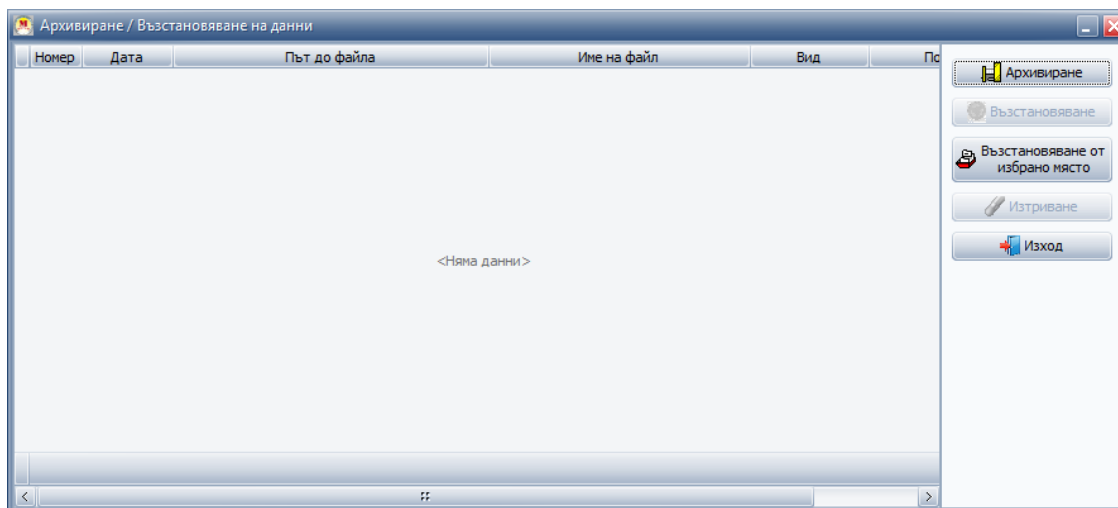 Архивиране / Възстановяване на данни
Номер Дата Път до файла Име на файл Вид По
Архивиране
Възстановяване
Възстановяване от
избрано място
Изтриване
Изход
<Няма данни>